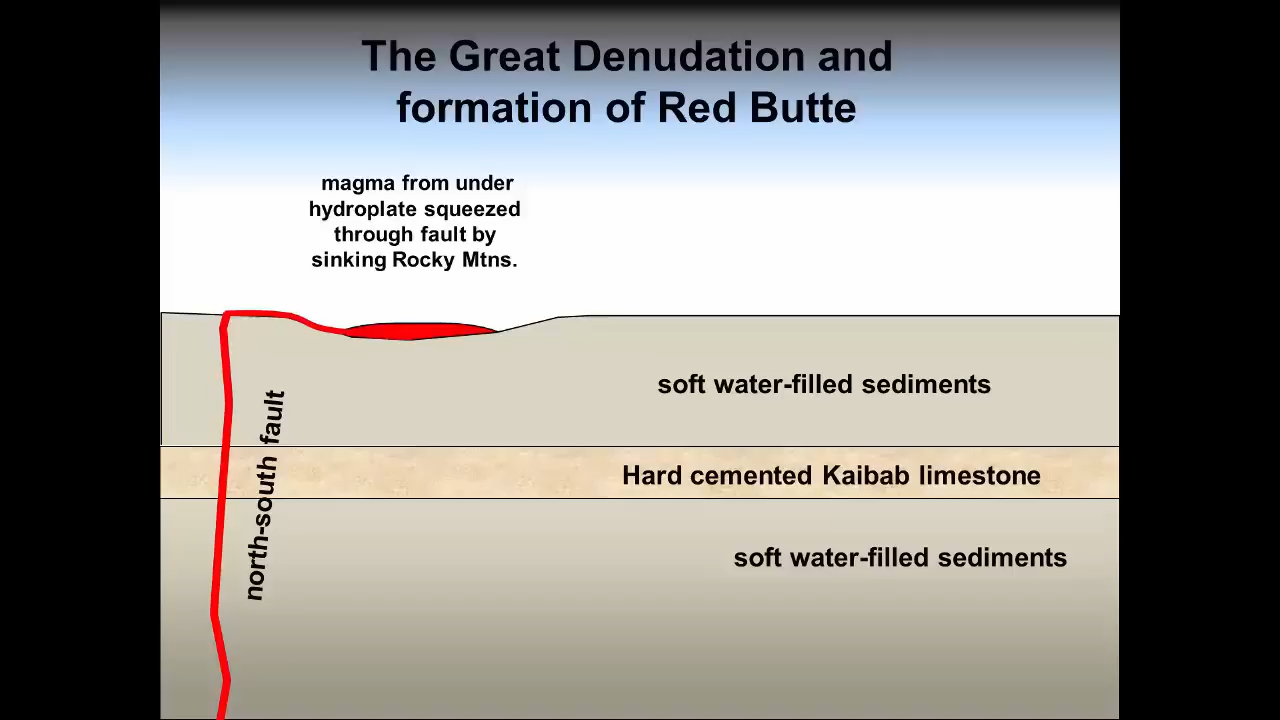 The Great Denudation and
formation of Red Butte
magma from under
hydroplate squeezed
through fault by
sinking Rocky Mtns.
soft water-filled sediments
north-south fault
Hard cemented Kaibab limestone
soft water-filled sediments